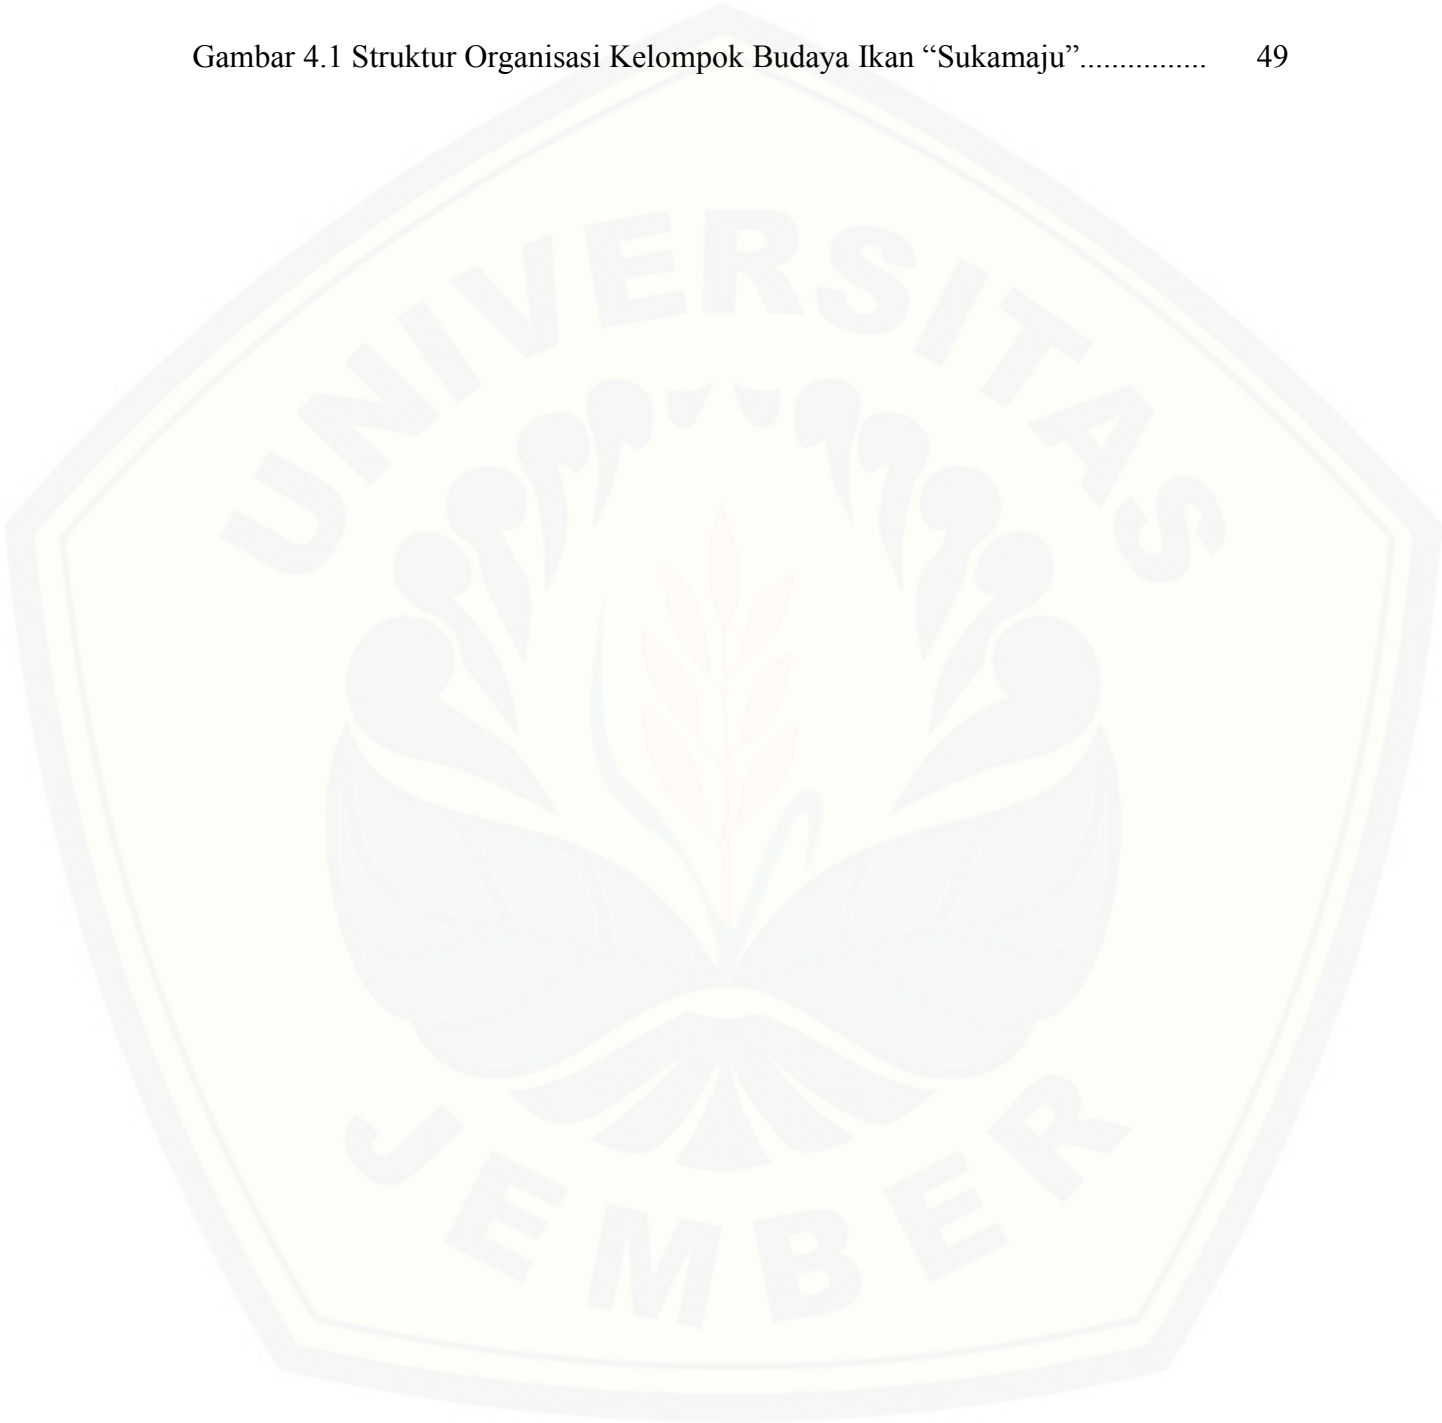 Gambar 4.1 Struktur Organisasi Kelompok Budaya Ikan “Sukamaju”................ 49
UNIVERSITAS
JEMBER